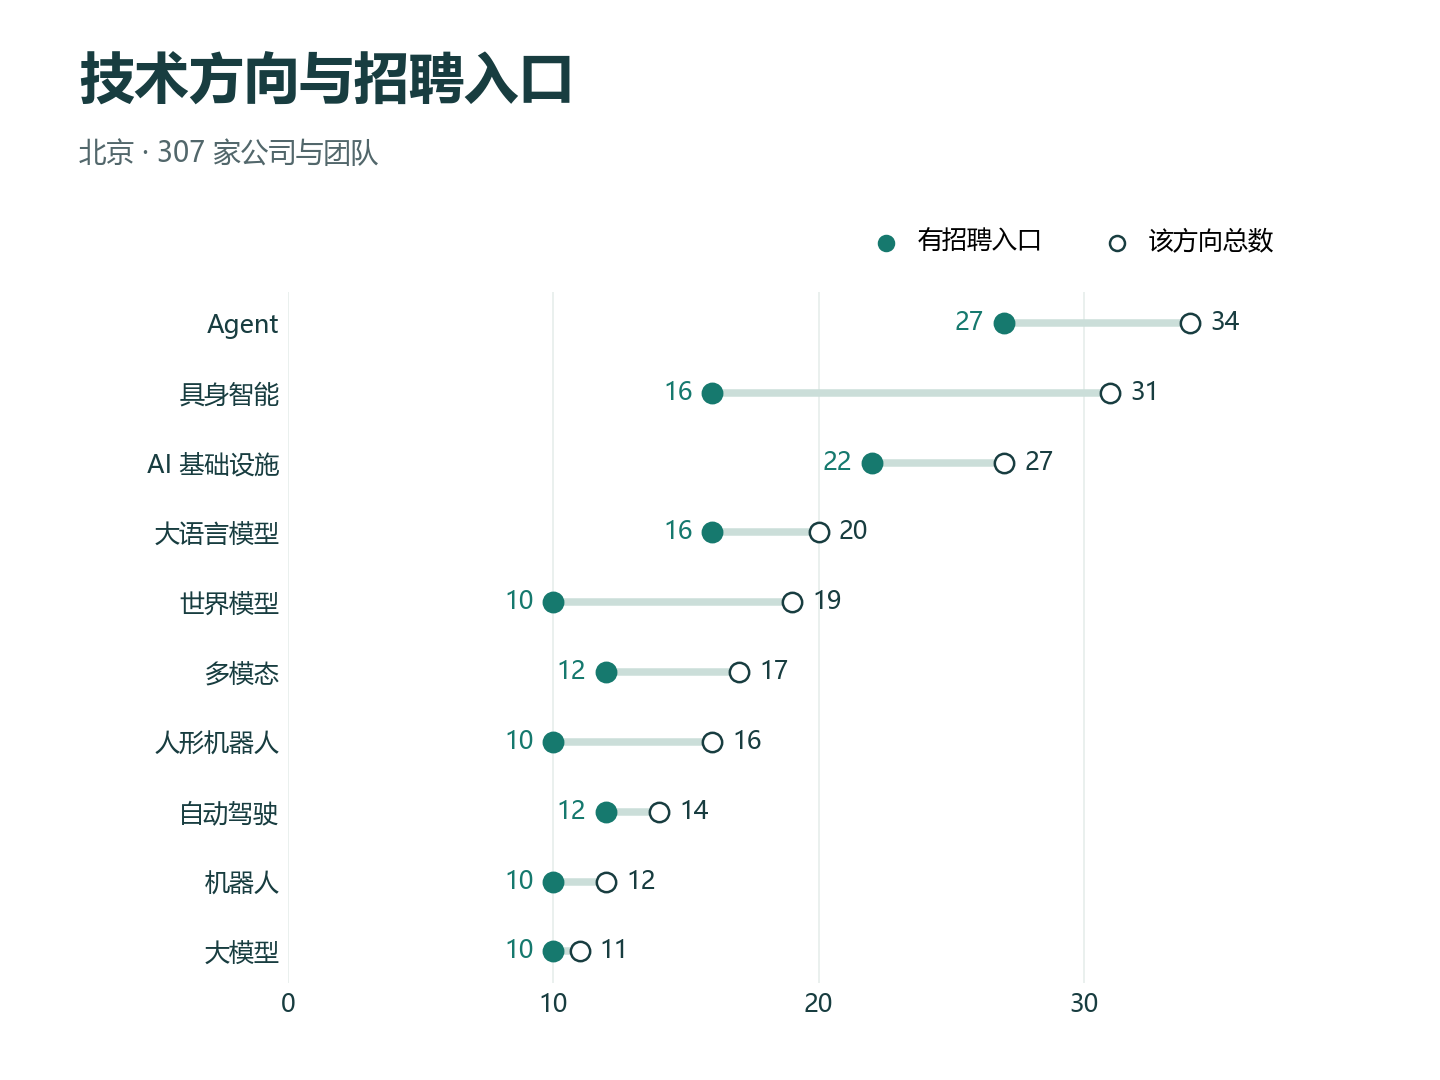 技术方向与招聘入口
北京 · 307 家公司与团队
有招聘入口 该方向总数
Agent 27 34
具身智能 16 31
AI 基础设施 22 27
大语言模型 16 20
世界模型 10 19
多模态 12 17
人形机器人 10 16
自动驾驶 12 14
机器人 10 12
大模型 10 11
0 10 20 30